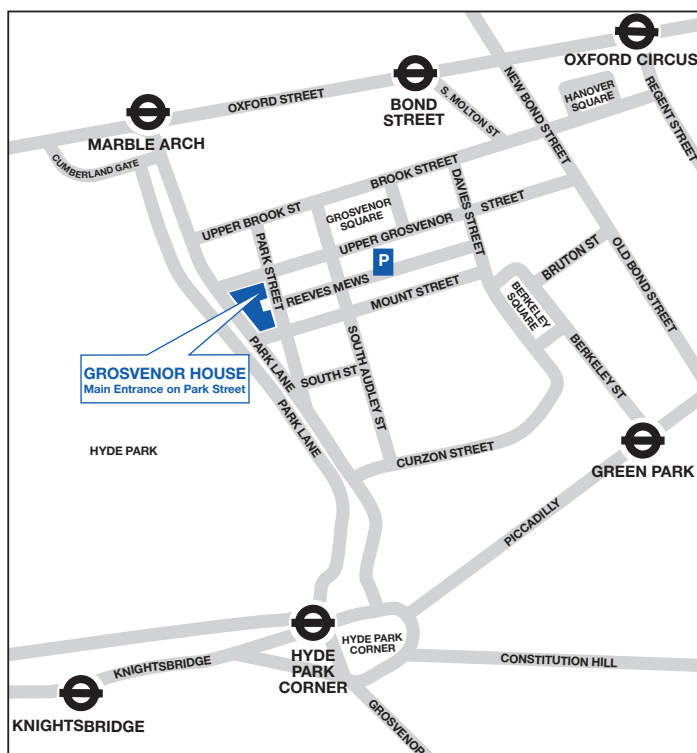 OXFORD CIRCUS
OXFORD STREET
BOND
STREET
S. MOLTON ST
NEW BOND STREET
HANOVER
SQUARE
REGENT STREET
MARBLE ARCH
CUMBERLAND GATE
BROOK STREET
UPPER BROOK ST
GROSVENOR
SQUARE
DAVIES STREET
UPPER GROSVENOR STREET
PARK STREET
P
REEVES MEWS
MOUNT STREET
BERKELEY
SQUARE
BRUTON ST
OLD BOND STREET
GROSVENOR HOUSE
Main Entrance on Park Street
PARK LANE
PARK LANE
SOUTH ST
SOUTH AUDLEY ST
BERKELEY ST
HYDE PARK
CURZON STREET
GREEN PARK
PICCADILLY
HYDE PARK
CORNER
HYDE
PARK
CORNER
KNIGHTSBRIDGE
CONSTITUTION HILL
KNIGHTSBRIDGE
GROSVENOR